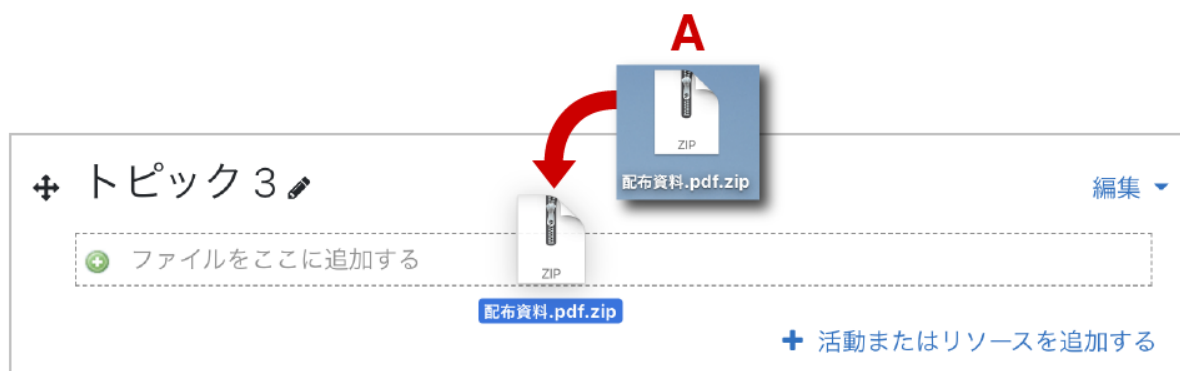 A
ZIP
配布資料.pdf.zip
トピック 3
編集
ファイルをここに追加する
ZIP
配布資料.pdf.zip
+ 活動またはリソースを追加する